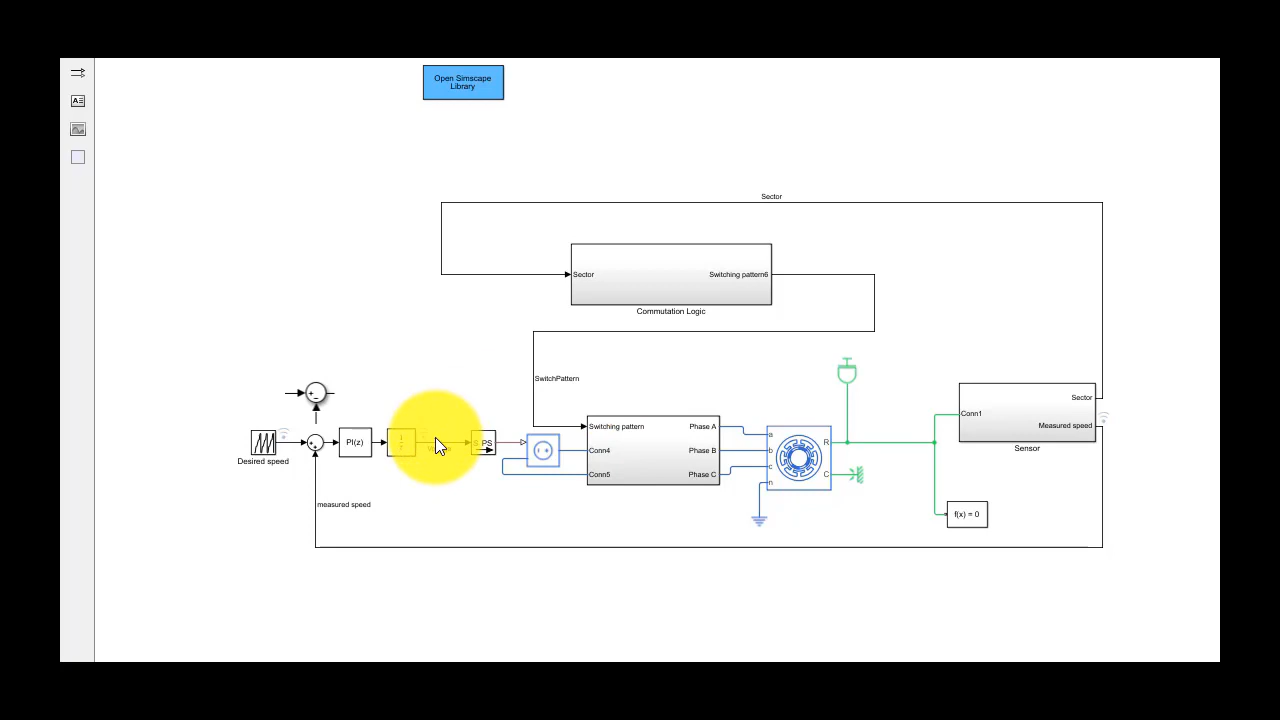 Open Simscape
Library
Sector
Sector
Switching pattern6
Commutation Logic
SwitchPattern
Switching pattern
Phase A
Conn4
Phase B
Conn5
Phase C
a
b
c
n
R
C
Sector
Conn1
Measured speed
Sensor
PI(z)
S PS
Desired speed
measured speed
f(x) = 0